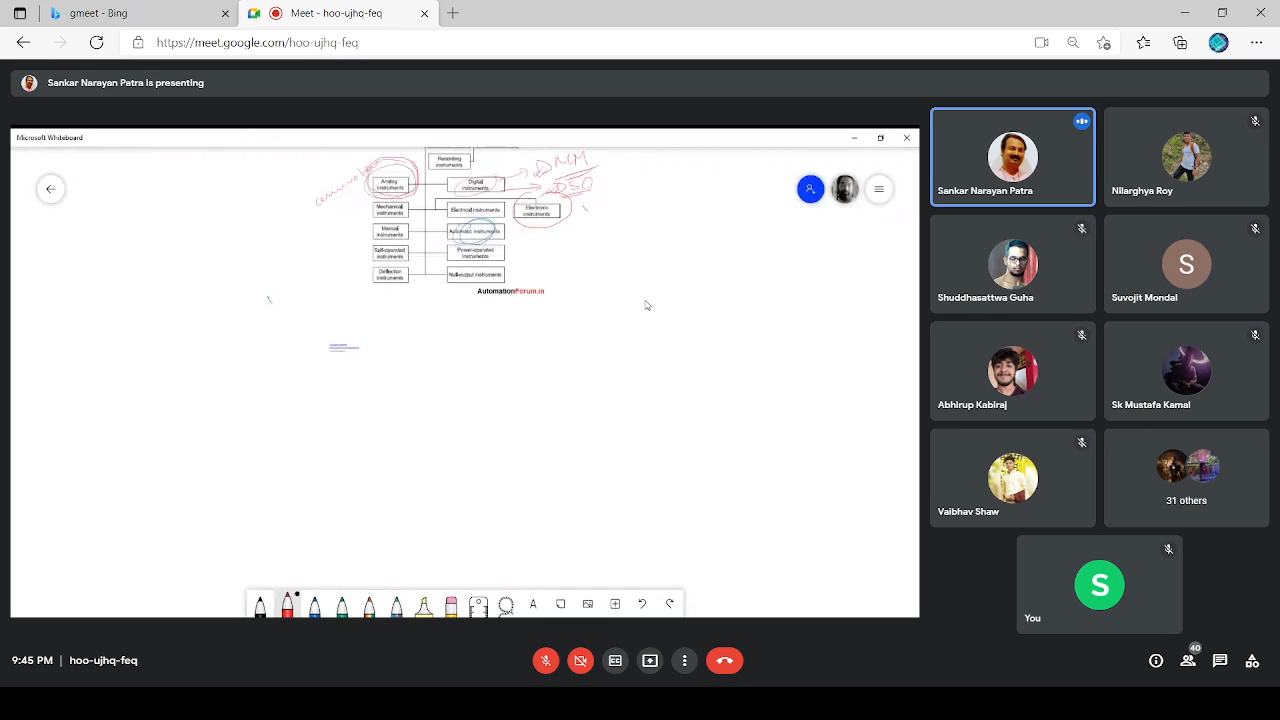 gmeet - Bing
Meet - hoo-ujhq-feq
https://meet.google.com/hoo-ujhq-feq
Sankar Narayan Patra is presenting
Microsoft Whiteboard
Recording
instruments
Analog
instruments
Digital
instruments
DMM
DSO
Mechanical
instruments
Electrical instruments
Electronic
instruments
Manual
instruments
Automatic instruments
Self-operated
instruments
Power-operated
instruments
Deflection
instruments
Null-output instruments
AutomationForum.in
A
Sankar Narayan Patra
Nilarghya Roy
Shuddhasattwa Guha
S
Suvojit Mondal
Abhirup Kabiraj
Sk Mustafa Kamal
Vaibhav Shaw
31 others
S
You
9:45 PM | hoo-ujhq-feq
40